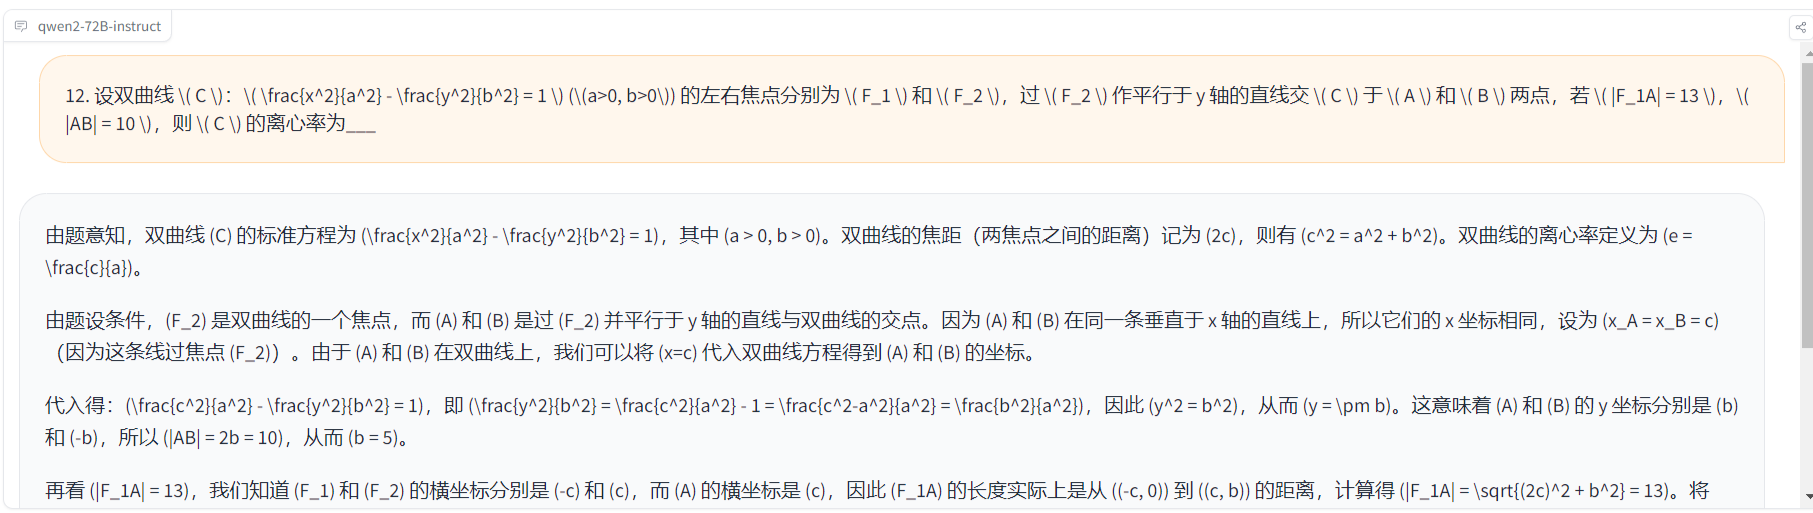 qwen2-72B-instruct
12. 设双曲线 \( C \)：\( \frac{x^2}{a^2} - \frac{y^2}{b^2} = 1 \) (\(a>0, b>0\)) 的左右焦点分别为 \( F_1 \) 和 \( F_2 \)，过 \( F_2 \) 作平行于 y 轴的直线交 \( C \) 于 \( A \) 和 \( B \) 两点，若 \( |F_1A| = 13 \)，\(
|AB| = 10 \)，则 \( C \) 的离心率为___
由题意知，双曲线 (C) 的标准方程为 (\frac{x^2}{a^2} - \frac{y^2}{b^2} = 1)，其中 (a > 0, b > 0)。双曲线的焦距（两焦点之间的距离）记为 (2c)，则有 (c^2 = a^2 + b^2)。双曲线的离心率定义为 (e =
\frac{c}{a})。
由题设条件，(F_2) 是双曲线的一个焦点，而 (A) 和 (B) 是过 (F_2) 并平行于 y 轴的直线与双曲线的交点。因为 (A) 和 (B) 在同一条垂直于 x 轴的直线上，所以它们的 x 坐标相同，设为 (x_A = x_B = c)
（因为这条线过焦点 (F_2)）。由于 (A) 和 (B) 在双曲线上，我们可以将 (x=c) 代入双曲线方程得到 (A) 和 (B) 的坐标。
代入得：(\frac{c^2}{a^2} - \frac{y^2}{b^2} = 1)，即 (\frac{y^2}{b^2} = \frac{c^2}{a^2} - 1 = \frac{c^2-a^2}{a^2} = \frac{b^2}{a^2})，因此 (y^2 = b^2)，从而 (y = \pm b)。这意味着 (A) 和 (B) 的 y 坐标分别是 (b)
和 (-b)，所以 (|AB| = 2b = 10)，从而 (b = 5)。
再看 (|F_1A| = 13)，我们知道 (F_1) 和 (F_2) 的横坐标分别是 (-c) 和 (c)，而 (A) 的横坐标是 (c)，因此 (F_1A) 的长度实际上是从 ((-c, 0)) 到 ((c, b)) 的距离，计算得 (|F_1A| = \sqrt{(2c)^2 + b^2} = 13)。将